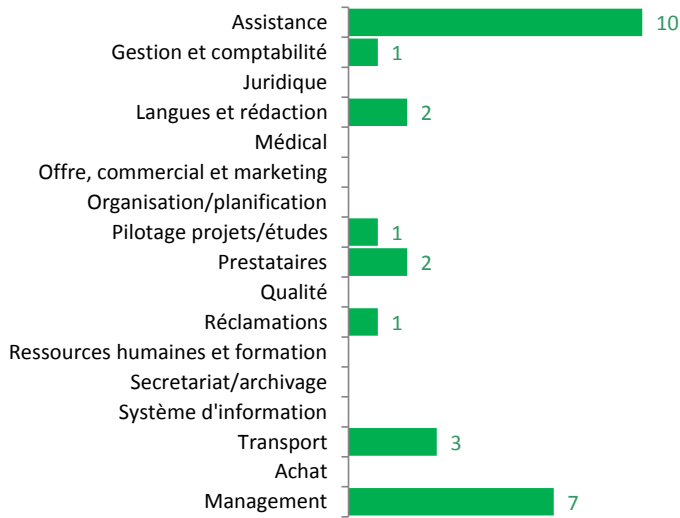 Assistance 10
Gestion et comptabilité 1
Juridique
Langues et rédaction 2
Médical
Offre, commercial et marketing
Organisation/planification
Pilotage projets/études 1
Prestataires 2
Qualité
Réclamations 1
Ressources humaines et formation
Secretariat/archivage
Système d'information
Transport 3
Achat
Management 7